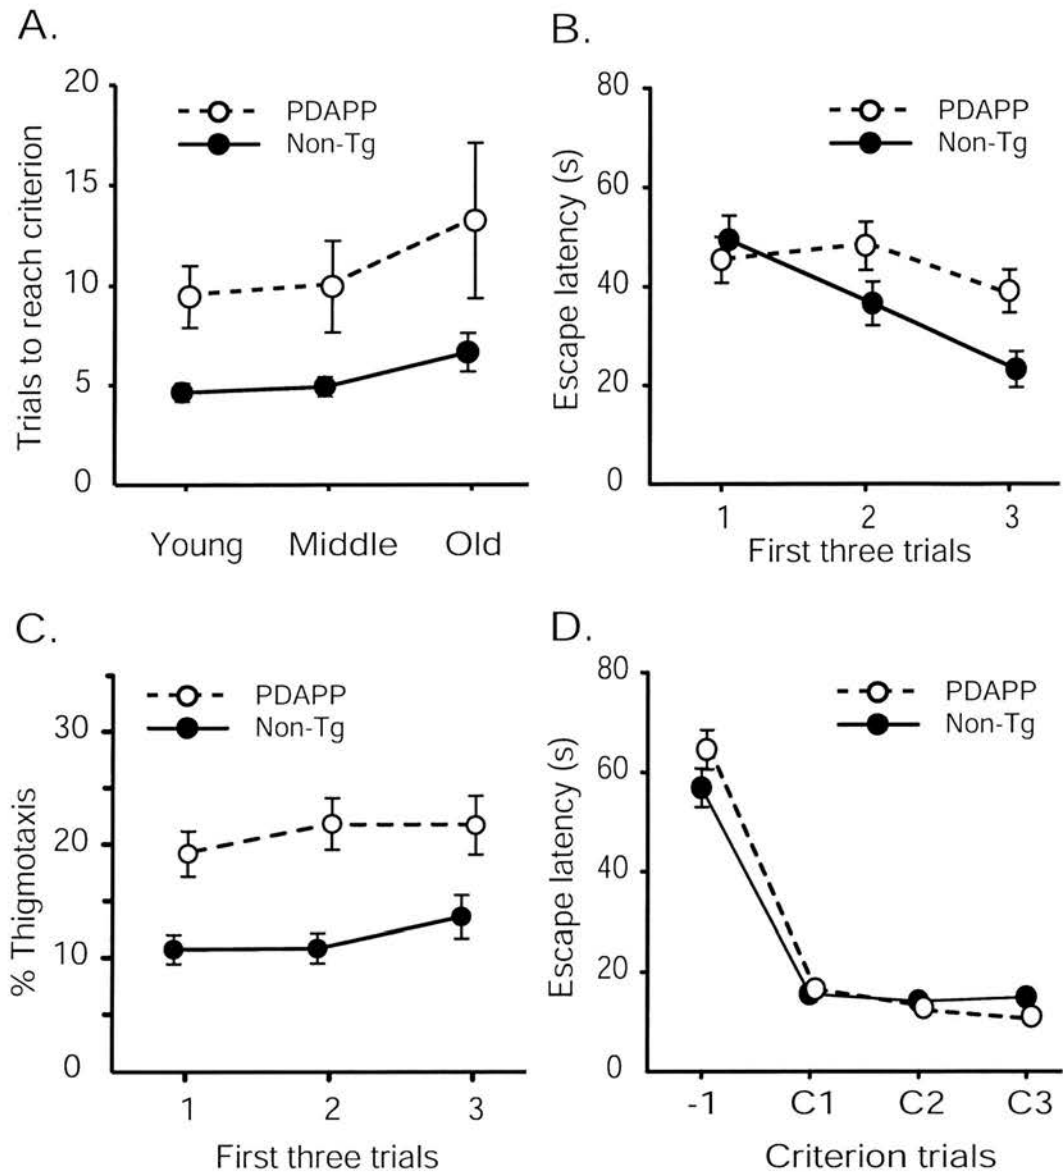 A.
Trials to reach criterion
20
15
10
5
0
PDAPP
Non-Tg
Young Middle Old
B.
Escape latency (s)
80
60
40
20
0
PDAPP
Non-Tg
1 2 3
First three trials
C.
% Thigmotaxis
30
20
10
0
PDAPP
Non-Tg
1 2 3
First three trials
D.
Escape latency (s)
80
60
40
20
0
PDAPP
Non-Tg
-1 C1 C2 C3
Criterion trials